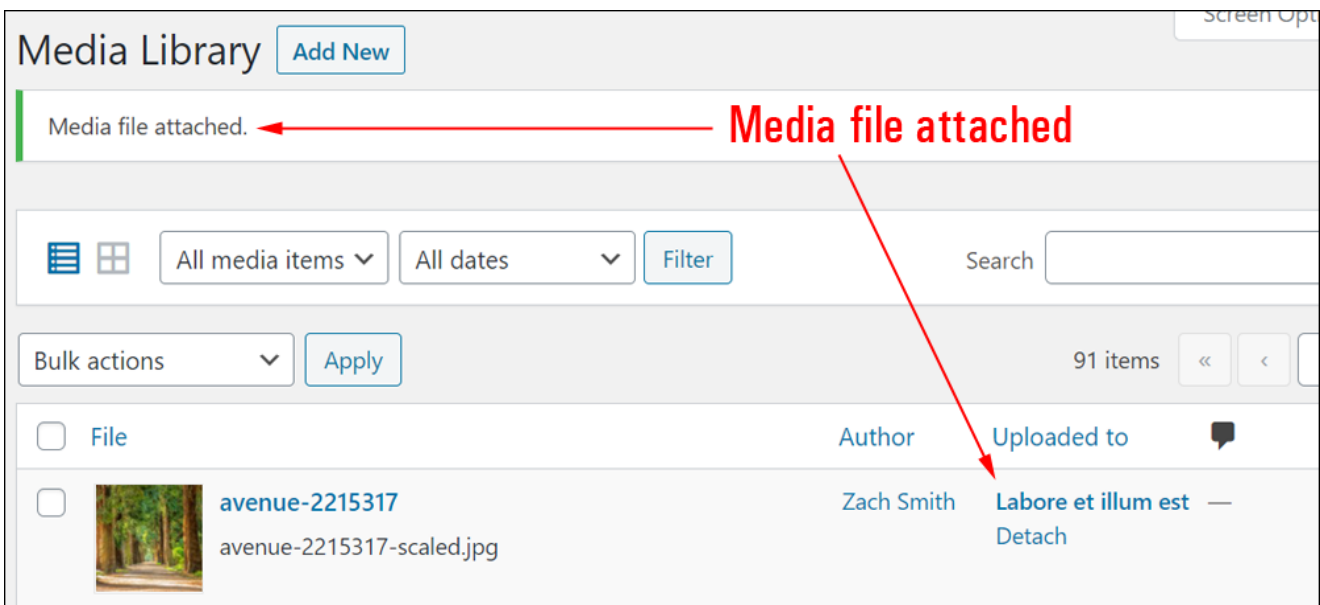 Screen Opt
Media Library Add New
Media file attached. Media file attached
All media items All dates Filter Search
Bulk actions Apply 91 items « ‹
File Author Uploaded to
avenue-2215317 Zach Smith Labore et illum est —
avenue-2215317-scaled.jpg Detach